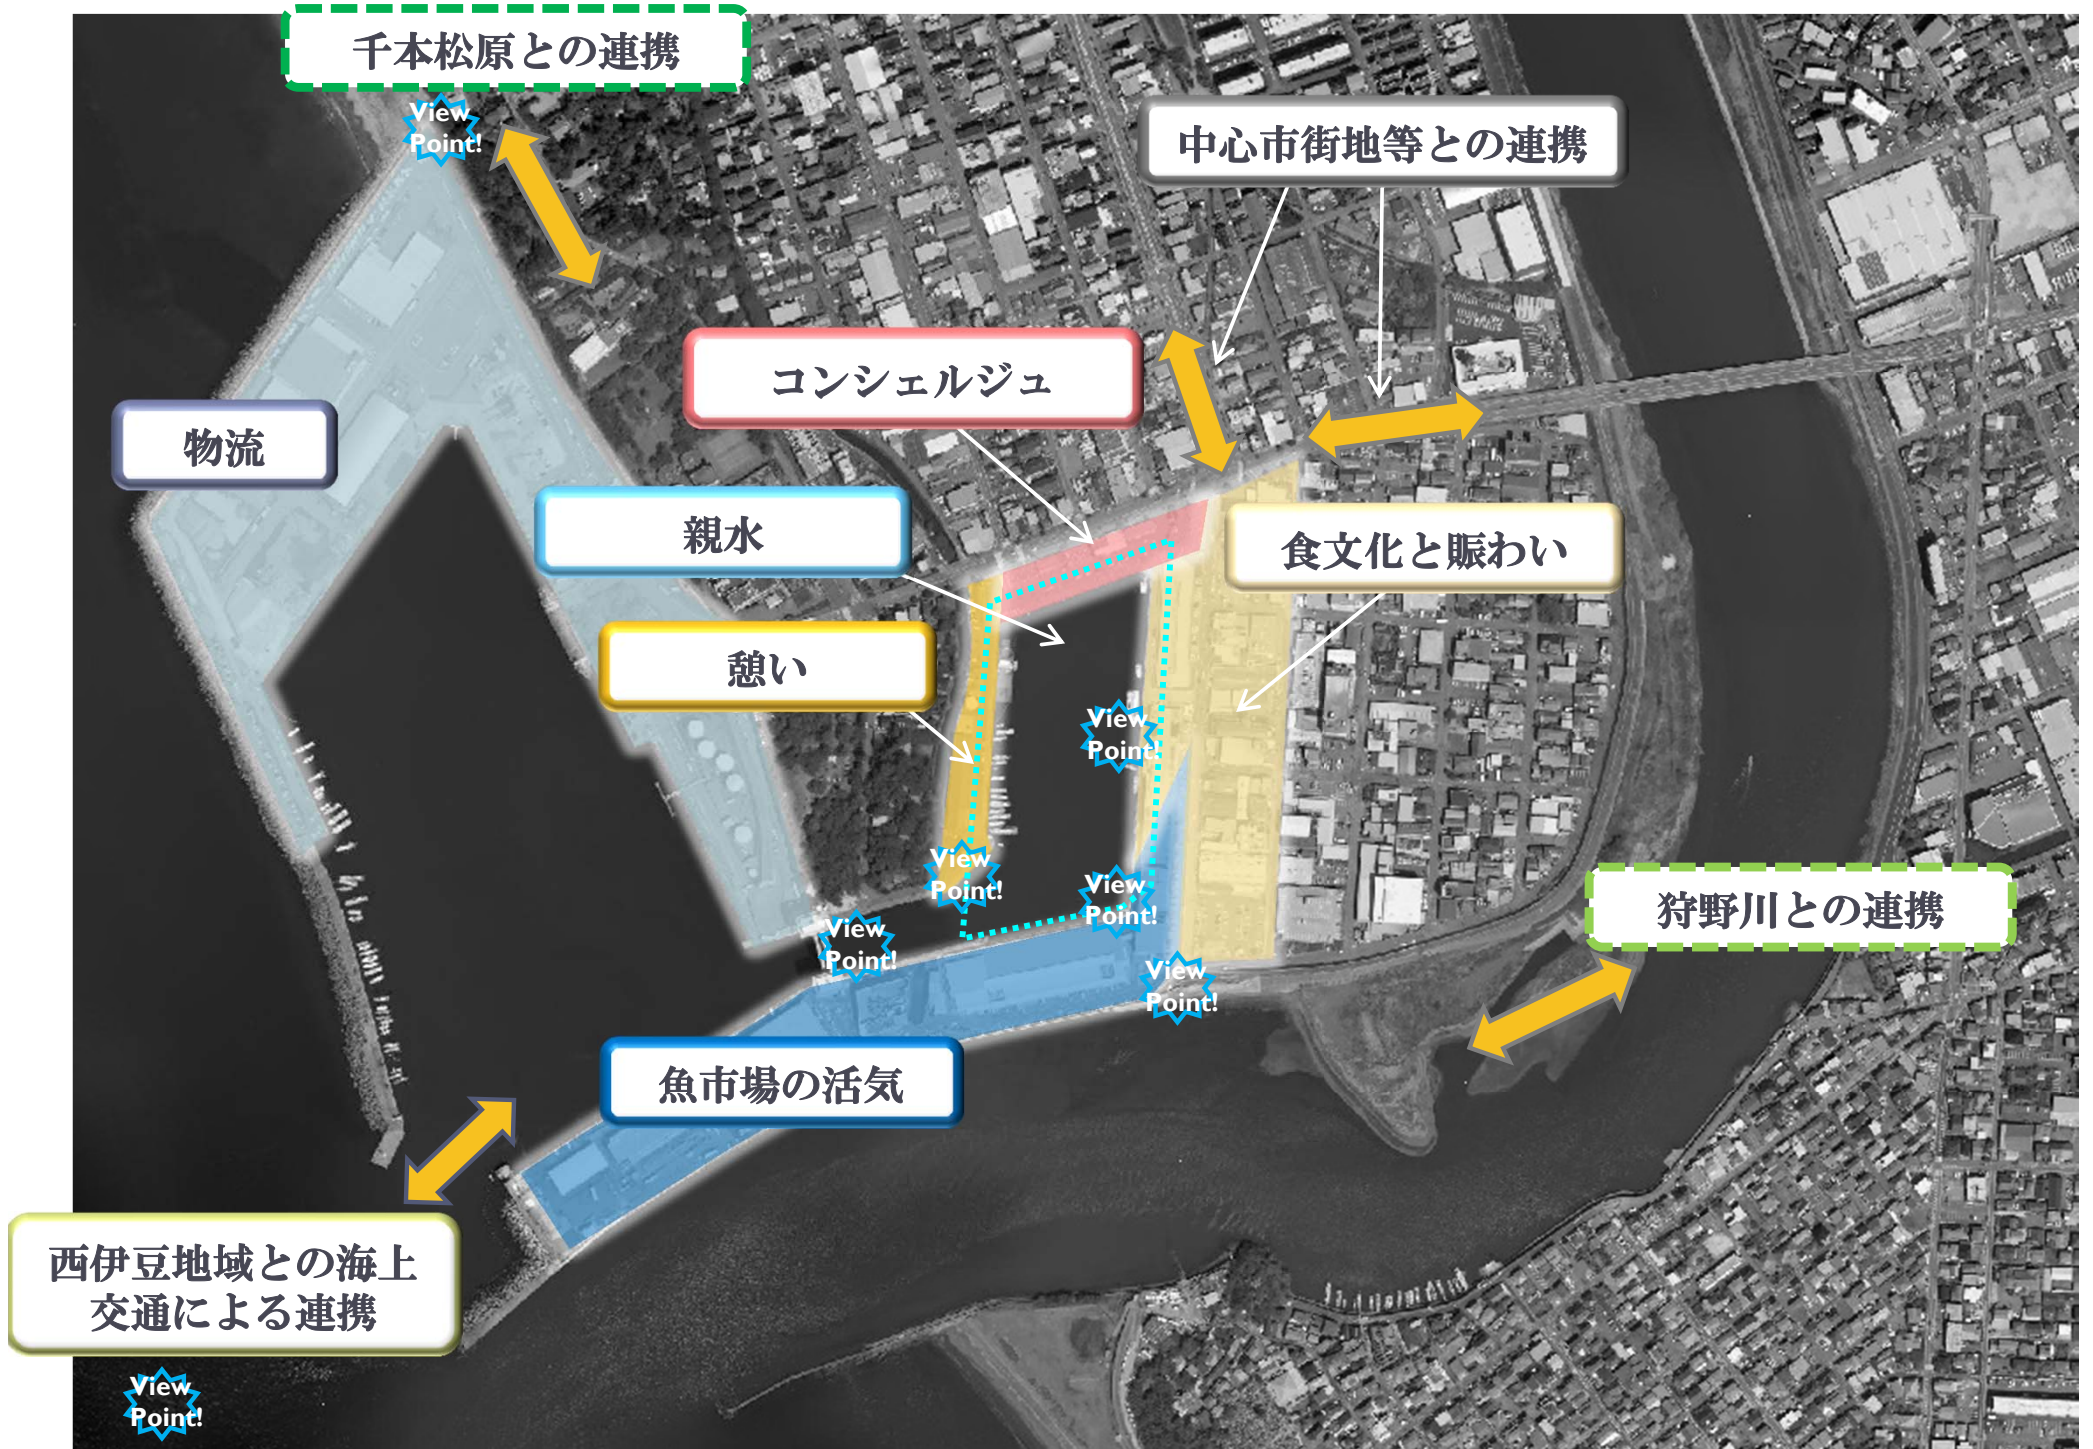 千本松原との連携
View
Point!
中心市街地等との連携
コンシェルジュ
物流
親水
食文化と賑わい
憩い
View
Point!
View
Point!
View
Point!
狩野川との連携
View
Point!
View
Point!
魚市場の活気
西伊豆地域との海上
交通による連携
View
Point!